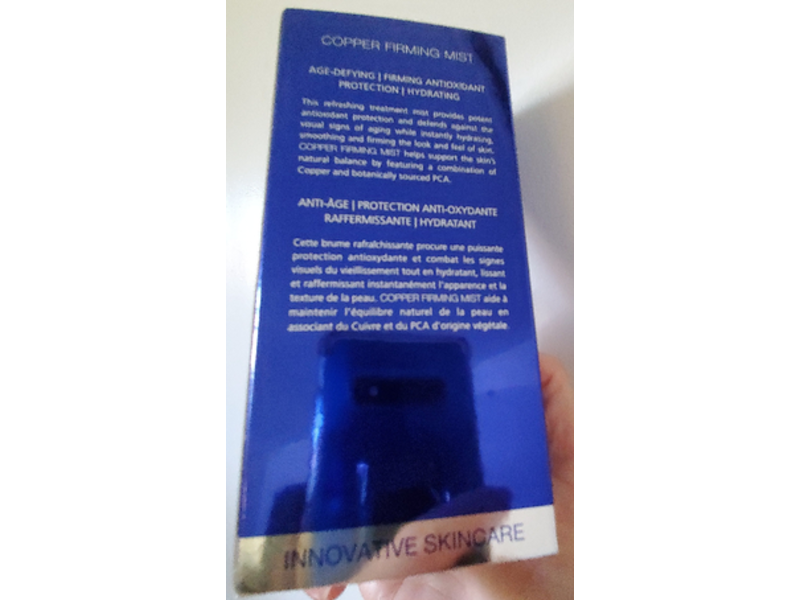 COPPER FIRMING MIST
AGE-DEFYING | FIRMING ANTIOXIDANT
PROTECTION | HYDRATING
This refreshing treatment mist provides potent
antioxidant protection and defends against the
visual signs of aging while instantly hydrating,
smoothing and firming the look and feel of skin.
COPPER FIRMING MIST helps support the skin's
natural balance by featuring a combination of
Copper and botanically sourced PCA.
ANTI-ÂGE | PROTECTION ANTI-OXYDANTE
RAFFERMISSANTE | HYDRATANT
Cette brume rafraîchissante procure une puissante
protection antioxydante et combat les signes
visuels du vieillissement tout en hydratant, lissant
et raffermissant instantanément l'apparence et la
texture de la peau. COPPER FIRMING MIST aide à
maintenir l'équilibre naturel de la peau en
associant du Cuivre et du PCA d'origine végétale.
INNOVATIVE SKINCARE